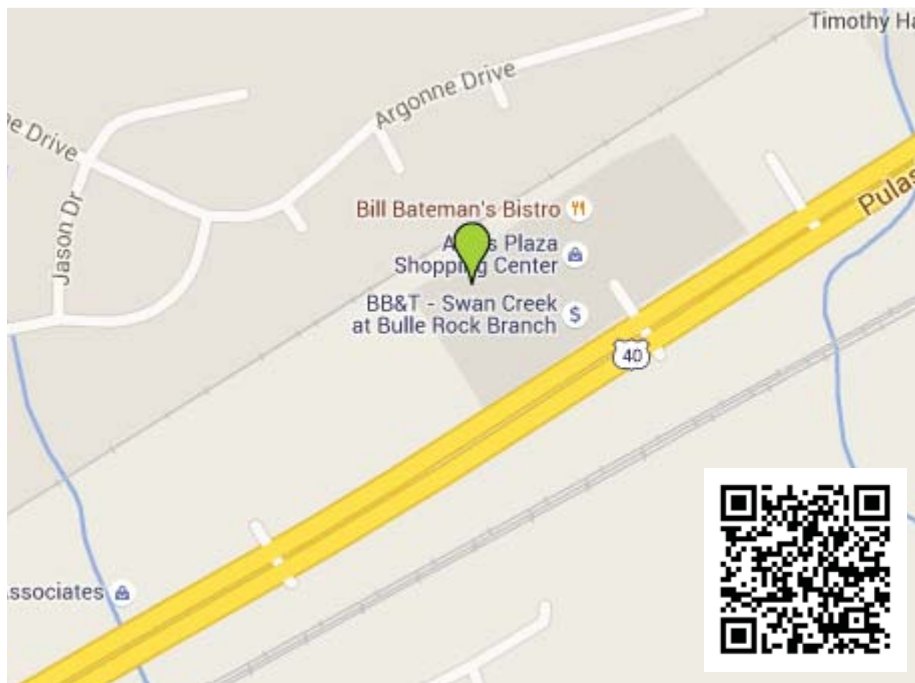 Timothy Ha
Argonne Drive
ne Drive
Jason Dr
Bill Bateman's Bistro
Plaza
Shopping Center
BB&T - Swan Creek
at Bulle Rock Branch
Pulas
40
$
ssociates